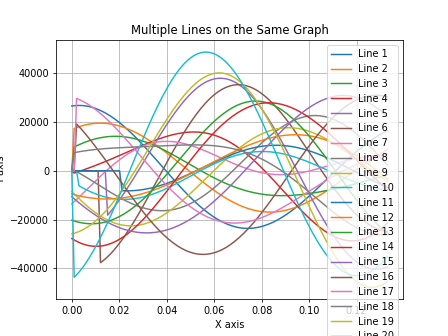 Multiple Lines on the Same Graph
40000
20000
0
−20000
−40000
0.00 0.02 0.04 0.06 0.08 0.10
X axis
axis
Line 1
Line 2
Line 3
Line 4
Line 5
Line 6
Line 7
Line 8
Line 9
Line 10
Line 11
Line 12
Line 13
Line 14
Line 15
Line 16
Line 17
Line 18
Line 19
Line 20